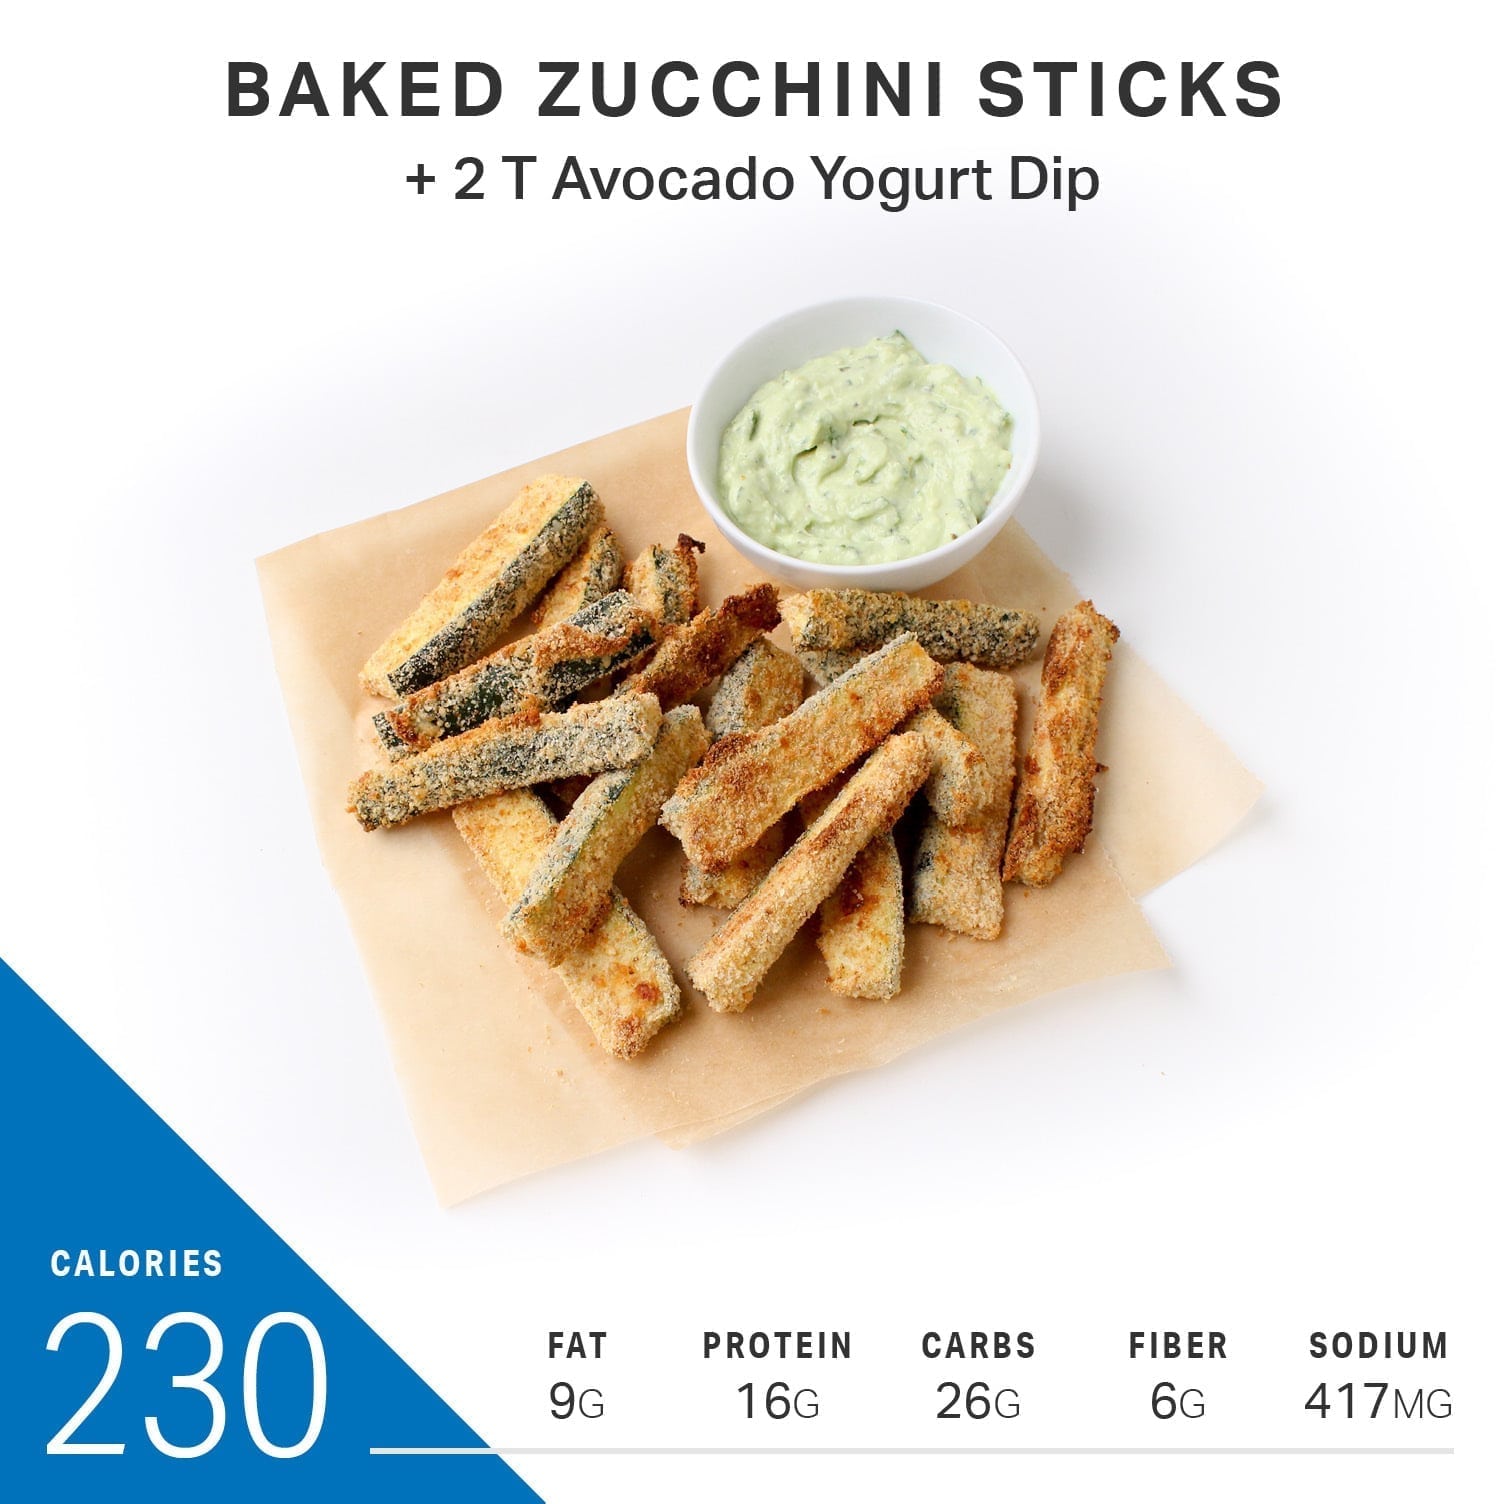 BAKED ZUCCHINI STICKS
+ 2 T Avocado Yogurt Dip
CALORIES
230
FAT PROTEIN CARBS FIBER SODIUM
9G 16G 26G 6G 417MG